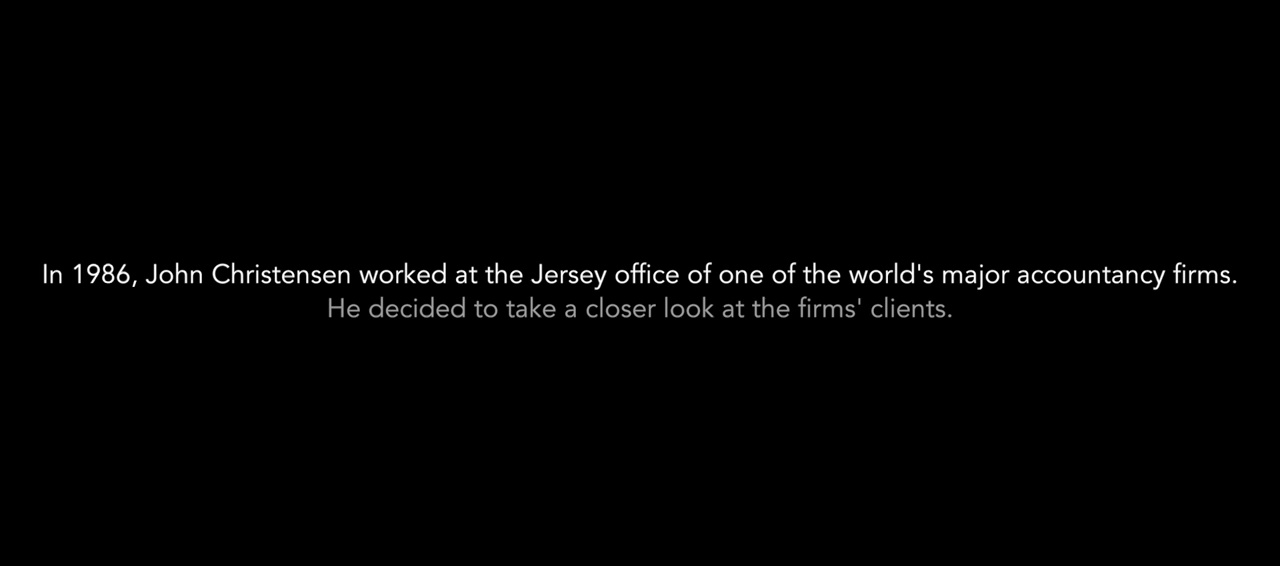 In 1986, John Christensen worked at the Jersey office of one of the world's major accountancy firms.
He decided to take a closer look at the firms' clients.